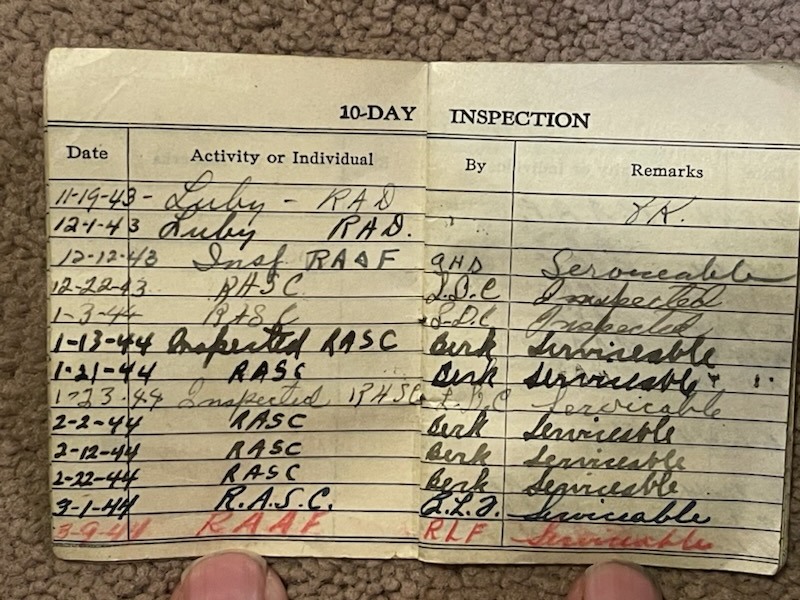 10-DAY INSPECTION
Date Activity or Individual By Remarks
11-19-43 - Luby - RAD OK.
12-1-43 Luby RAD.
12-12-43 Insp RAAF GHD Serviceable
12-22-43 RASC L.D.C Inspected
1-3-44 RASC L.D.C Inspected
1-13-44 Inspected RASC Berk Serviceable
1-21-44 RASC Berk Serviceable
1-23-44 Inspected RASC L.D.C Servicable
2-2-44 RASC Berk Serviceable
2-12-44 RASC Berk Serviceable
2-22-44 RASC Berk Serviceable
3-1-44 R.A.S.C. Serviceable
3-9-44 RAAF RLF Serviceable